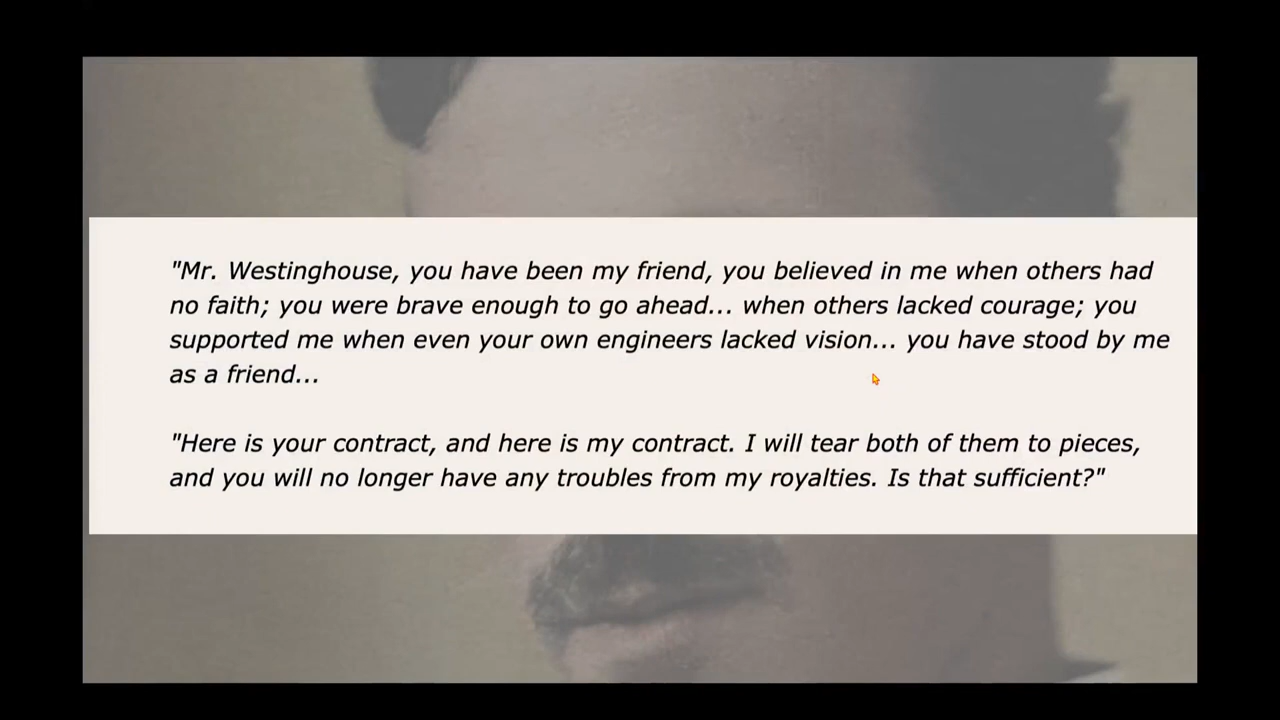 "Mr. Westinghouse, you have been my friend, you believed in me when others had
no faith; you were brave enough to go ahead... when others lacked courage; you
supported me when even your own engineers lacked vision... you have stood by me
as a friend...
"Here is your contract, and here is my contract. I will tear both of them to pieces,
and you will no longer have any troubles from my royalties. Is that sufficient?"